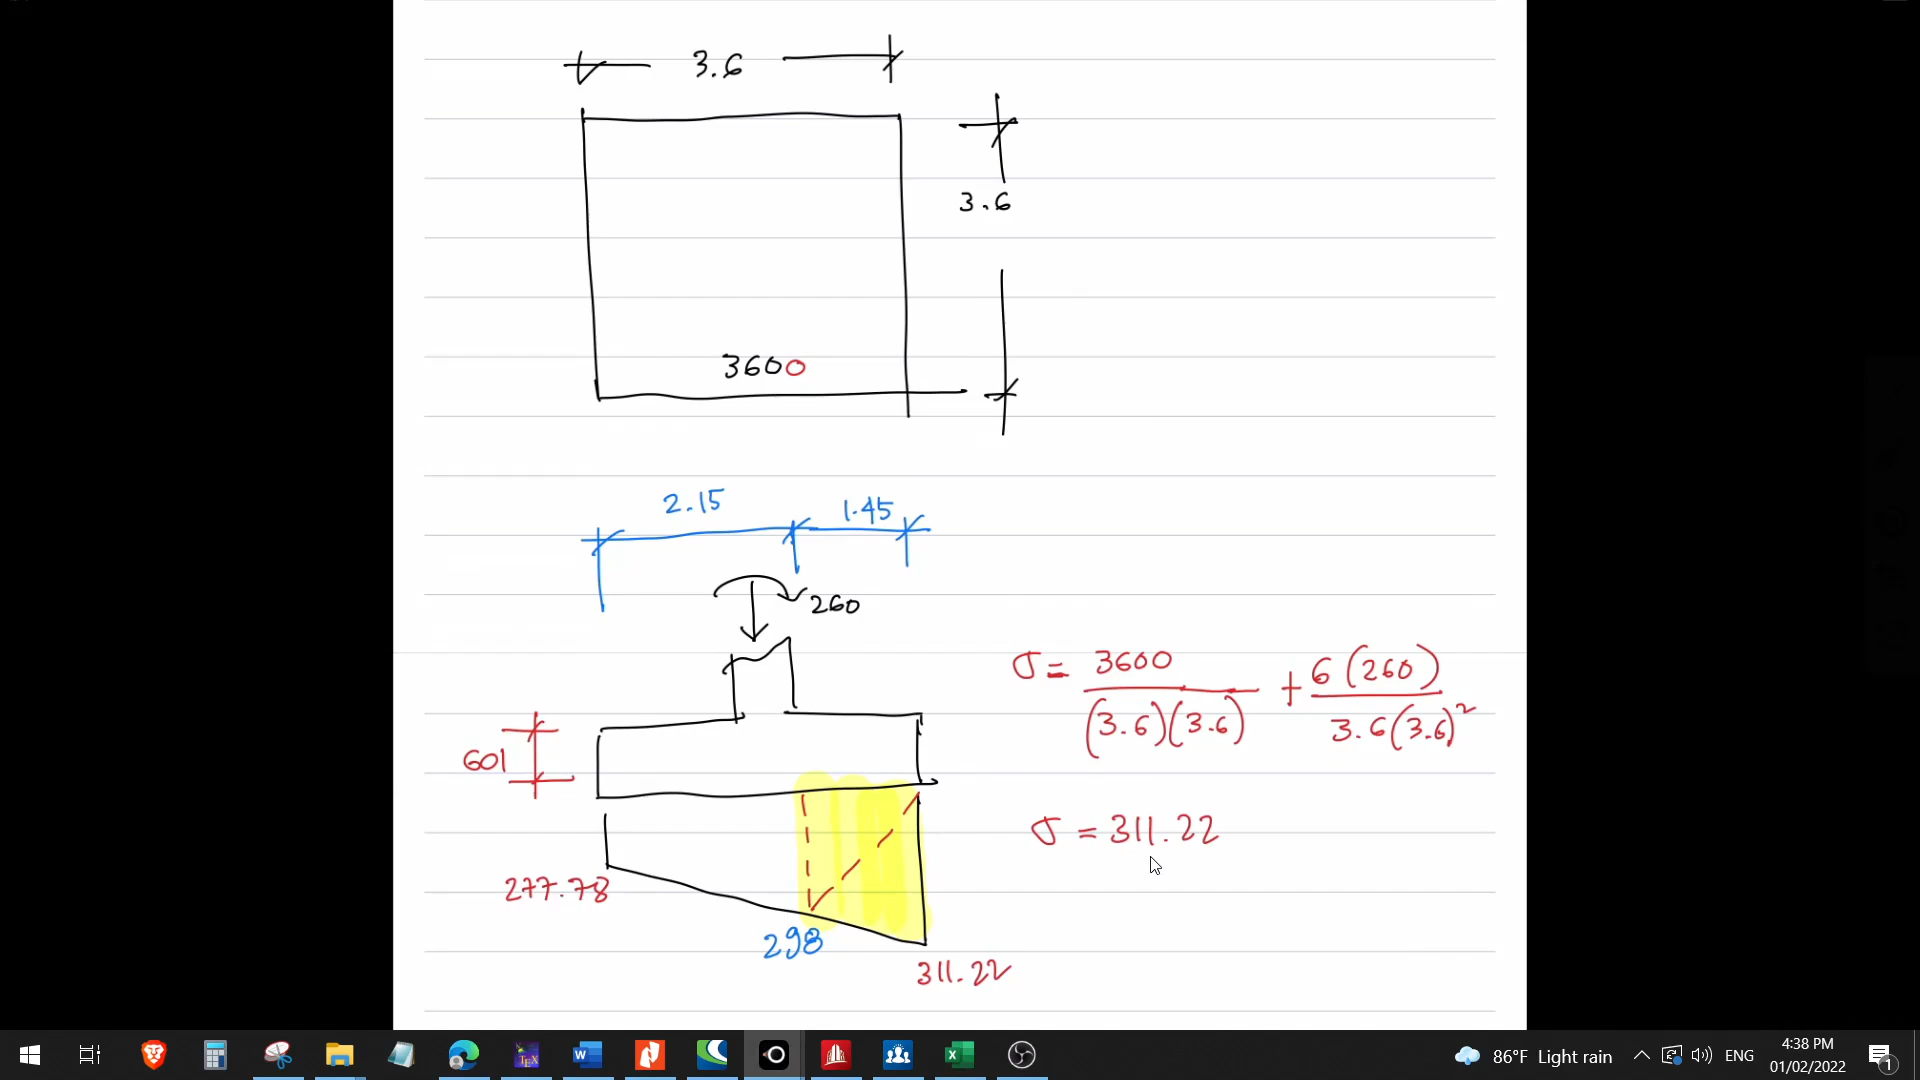 3.6
3.6
3600
2.15
1.45
260
σ = 3600 / (3.6)(3.6) + 6(260) / 3.6(3.6)²
601
σ = 311.22
277.78
298
311.22
TEX
W
X
86°F Light rain
ENG
4:38 PM
01/02/2022
1